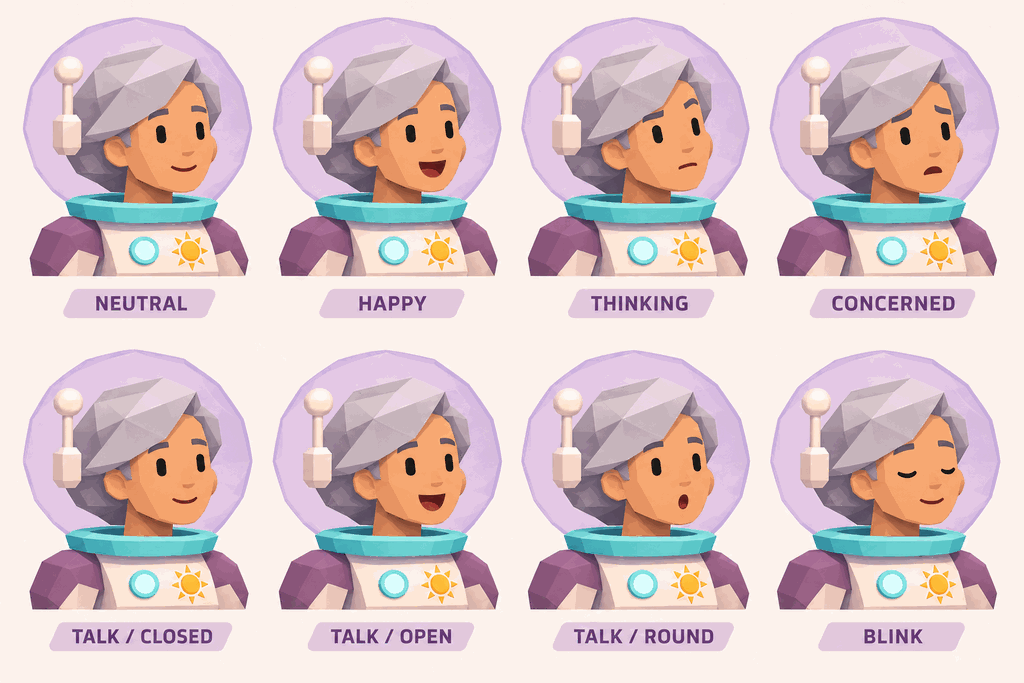 NEUTRAL
HAPPY
THINKING
CONCERNED
TALK / CLOSED
TALK / OPEN
TALK / ROUND
BLINK